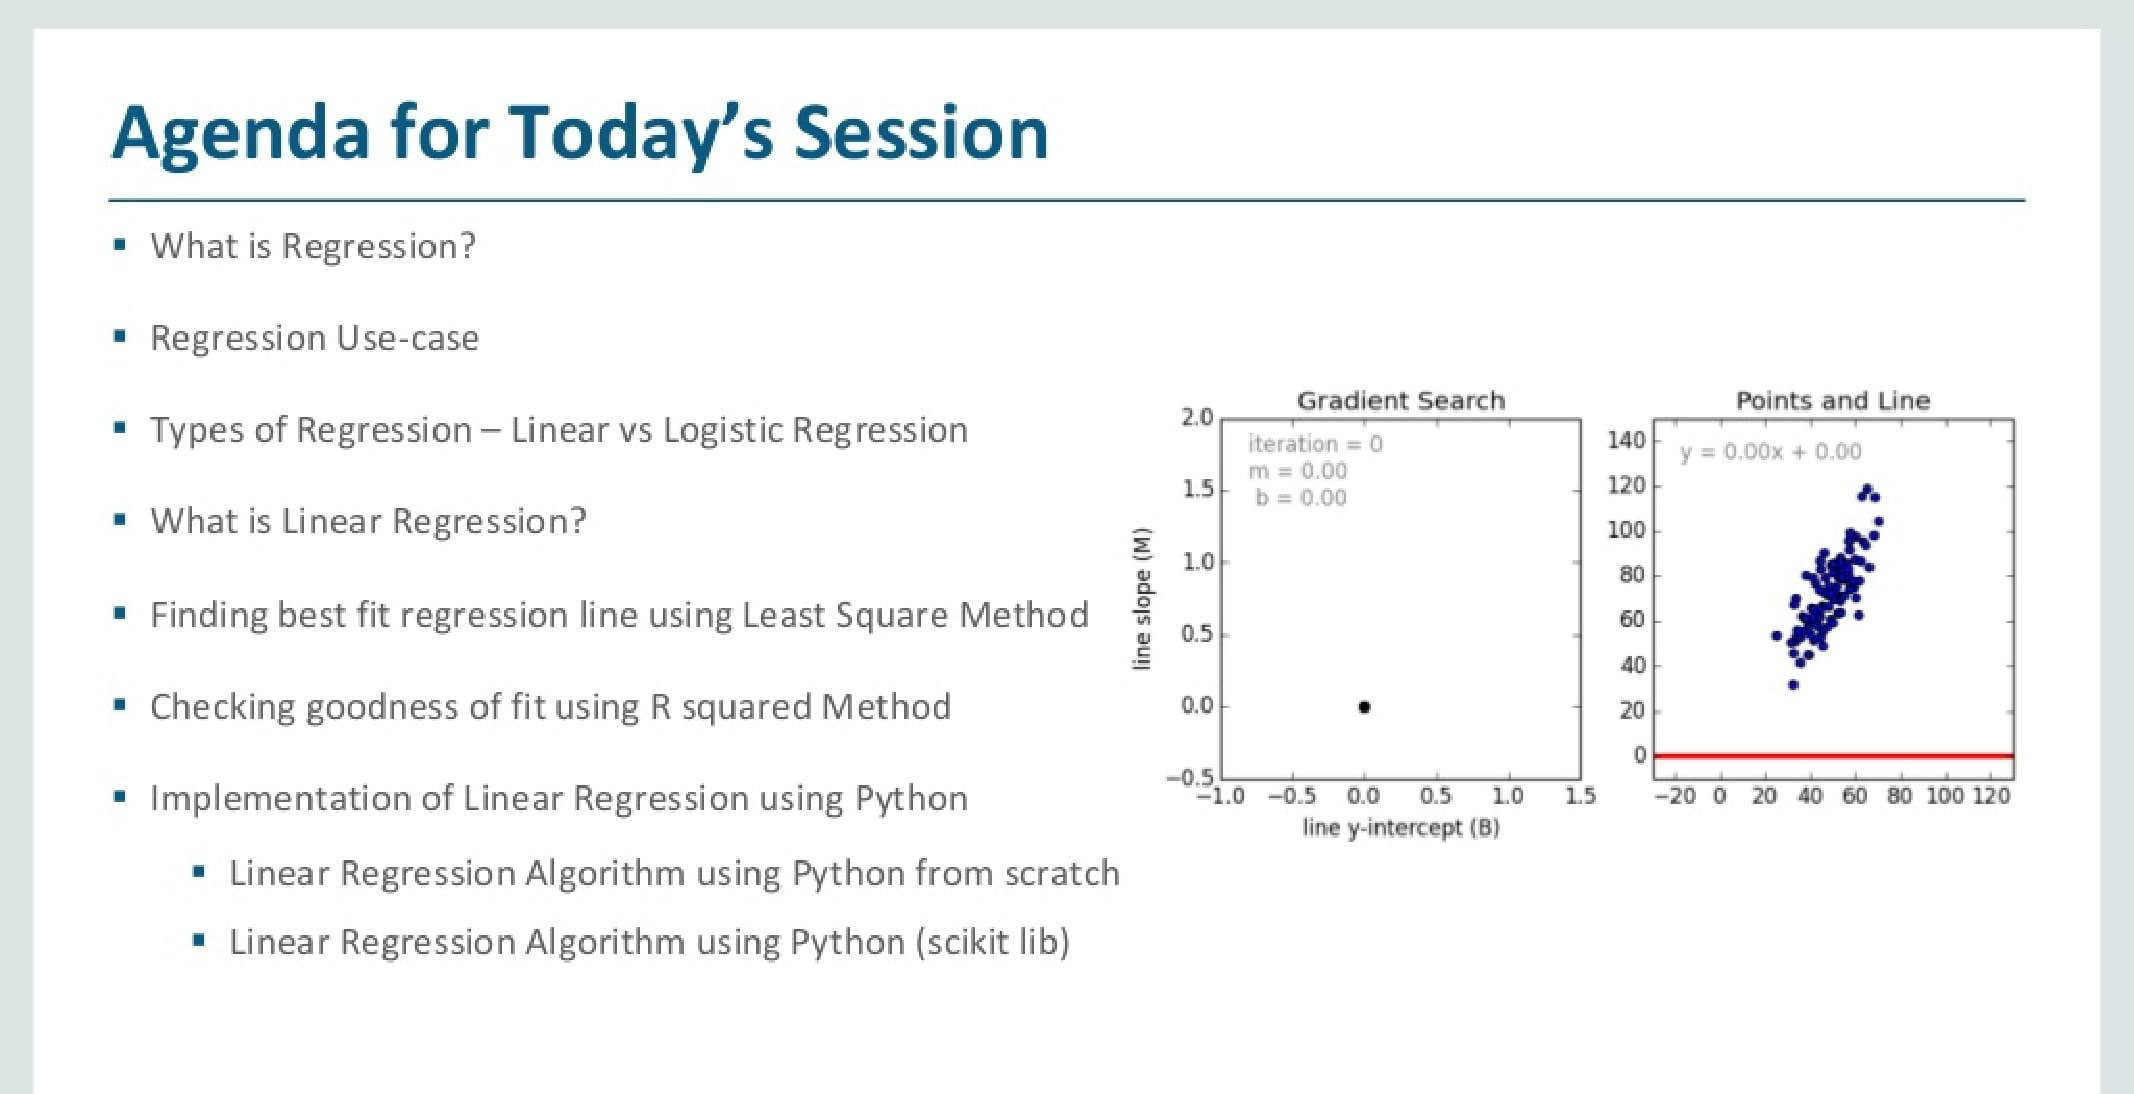 Agenda for Today’s Session
What is Regression?
Regression Use-case
Types of Regression – Linear vs Logistic Regression
What is Linear Regression?
Finding best fit regression line using Least Square Method
Checking goodness of fit using R squared Method
Implementation of Linear Regression using Python
Linear Regression Algorithm using Python from scratch
Linear Regression Algorithm using Python (scikit lib)
Gradient Search
iteration = 0
m = 0.00
b = 0.00
line slope (M)
2.0
1.5
1.0
0.5
0.0
−0.5
−1.0 −0.5 0.0 0.5 1.0 1.5
line y-intercept (B)
Points and Line
y = 0.00x + 0.00
140
120
100
80
60
40
20
0
−20 0 20 40 60 80 100 120